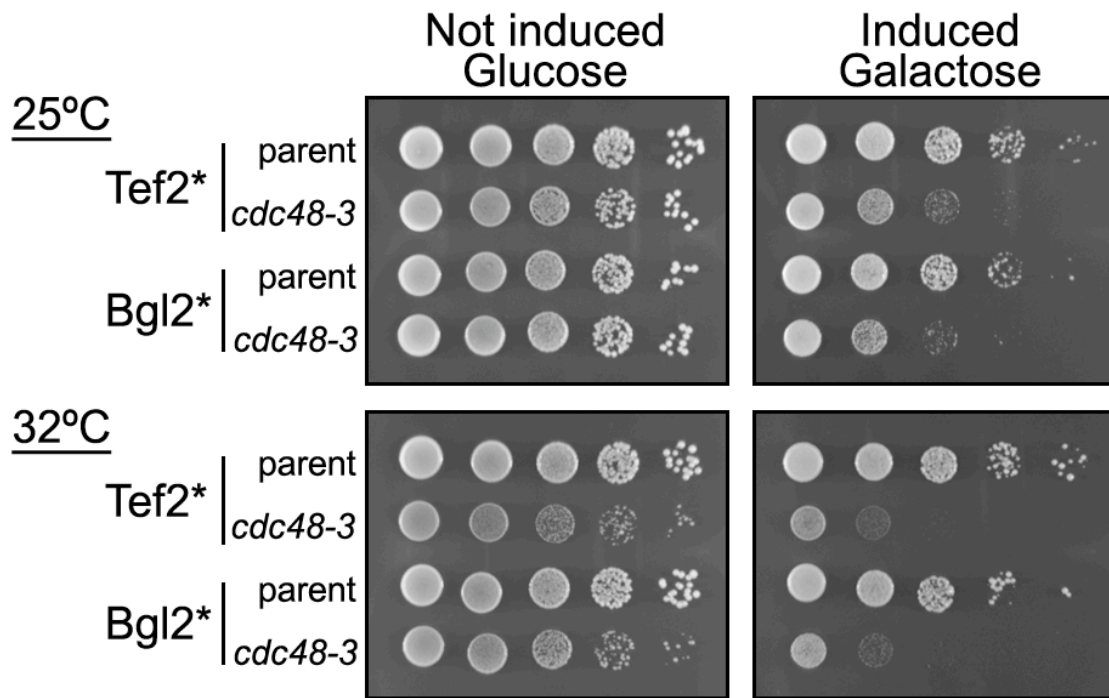 Not induced
Glucose
Induced
Galactose
25ºC
Tef2*
parent
cdc48-3
Bgl2*
parent
cdc48-3
32ºC
Tef2*
parent
cdc48-3
Bgl2*
parent
cdc48-3